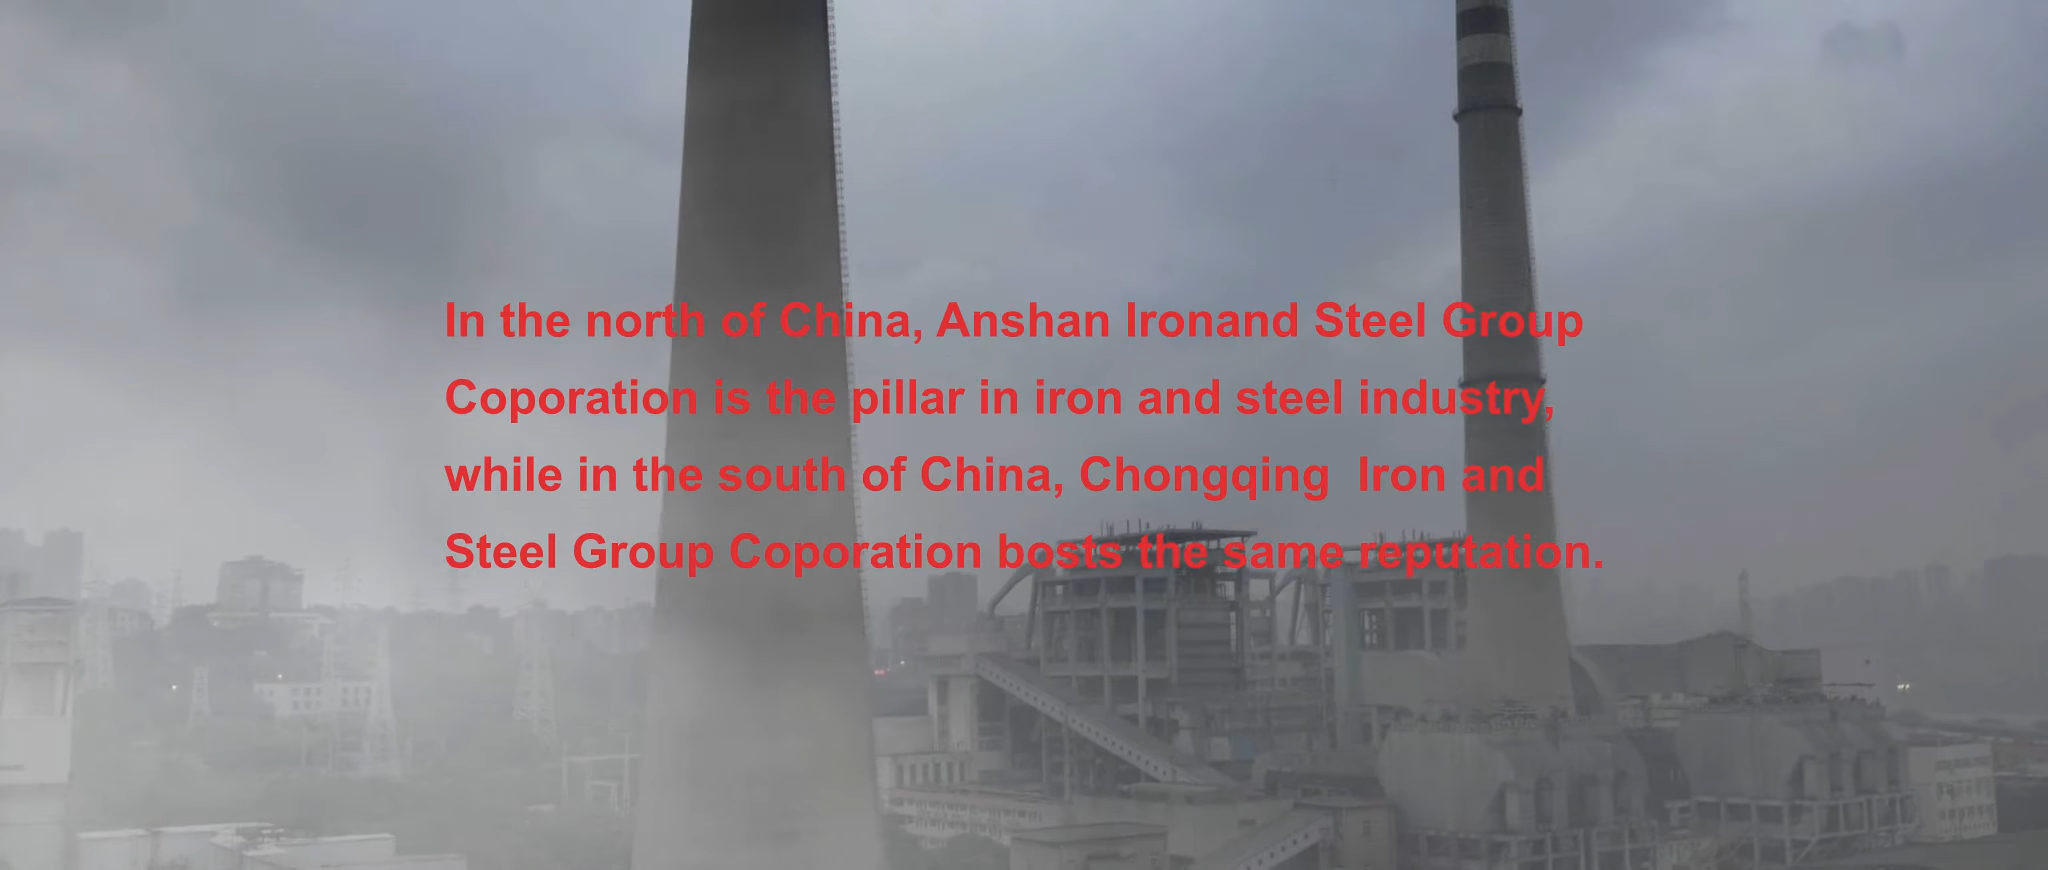 In the north of China, Anshan Ironand Steel Group
Coporation is the pillar in iron and steel industry,
while in the south of China, Chongqing  Iron and
Steel Group Coporation bosts the same reputation.